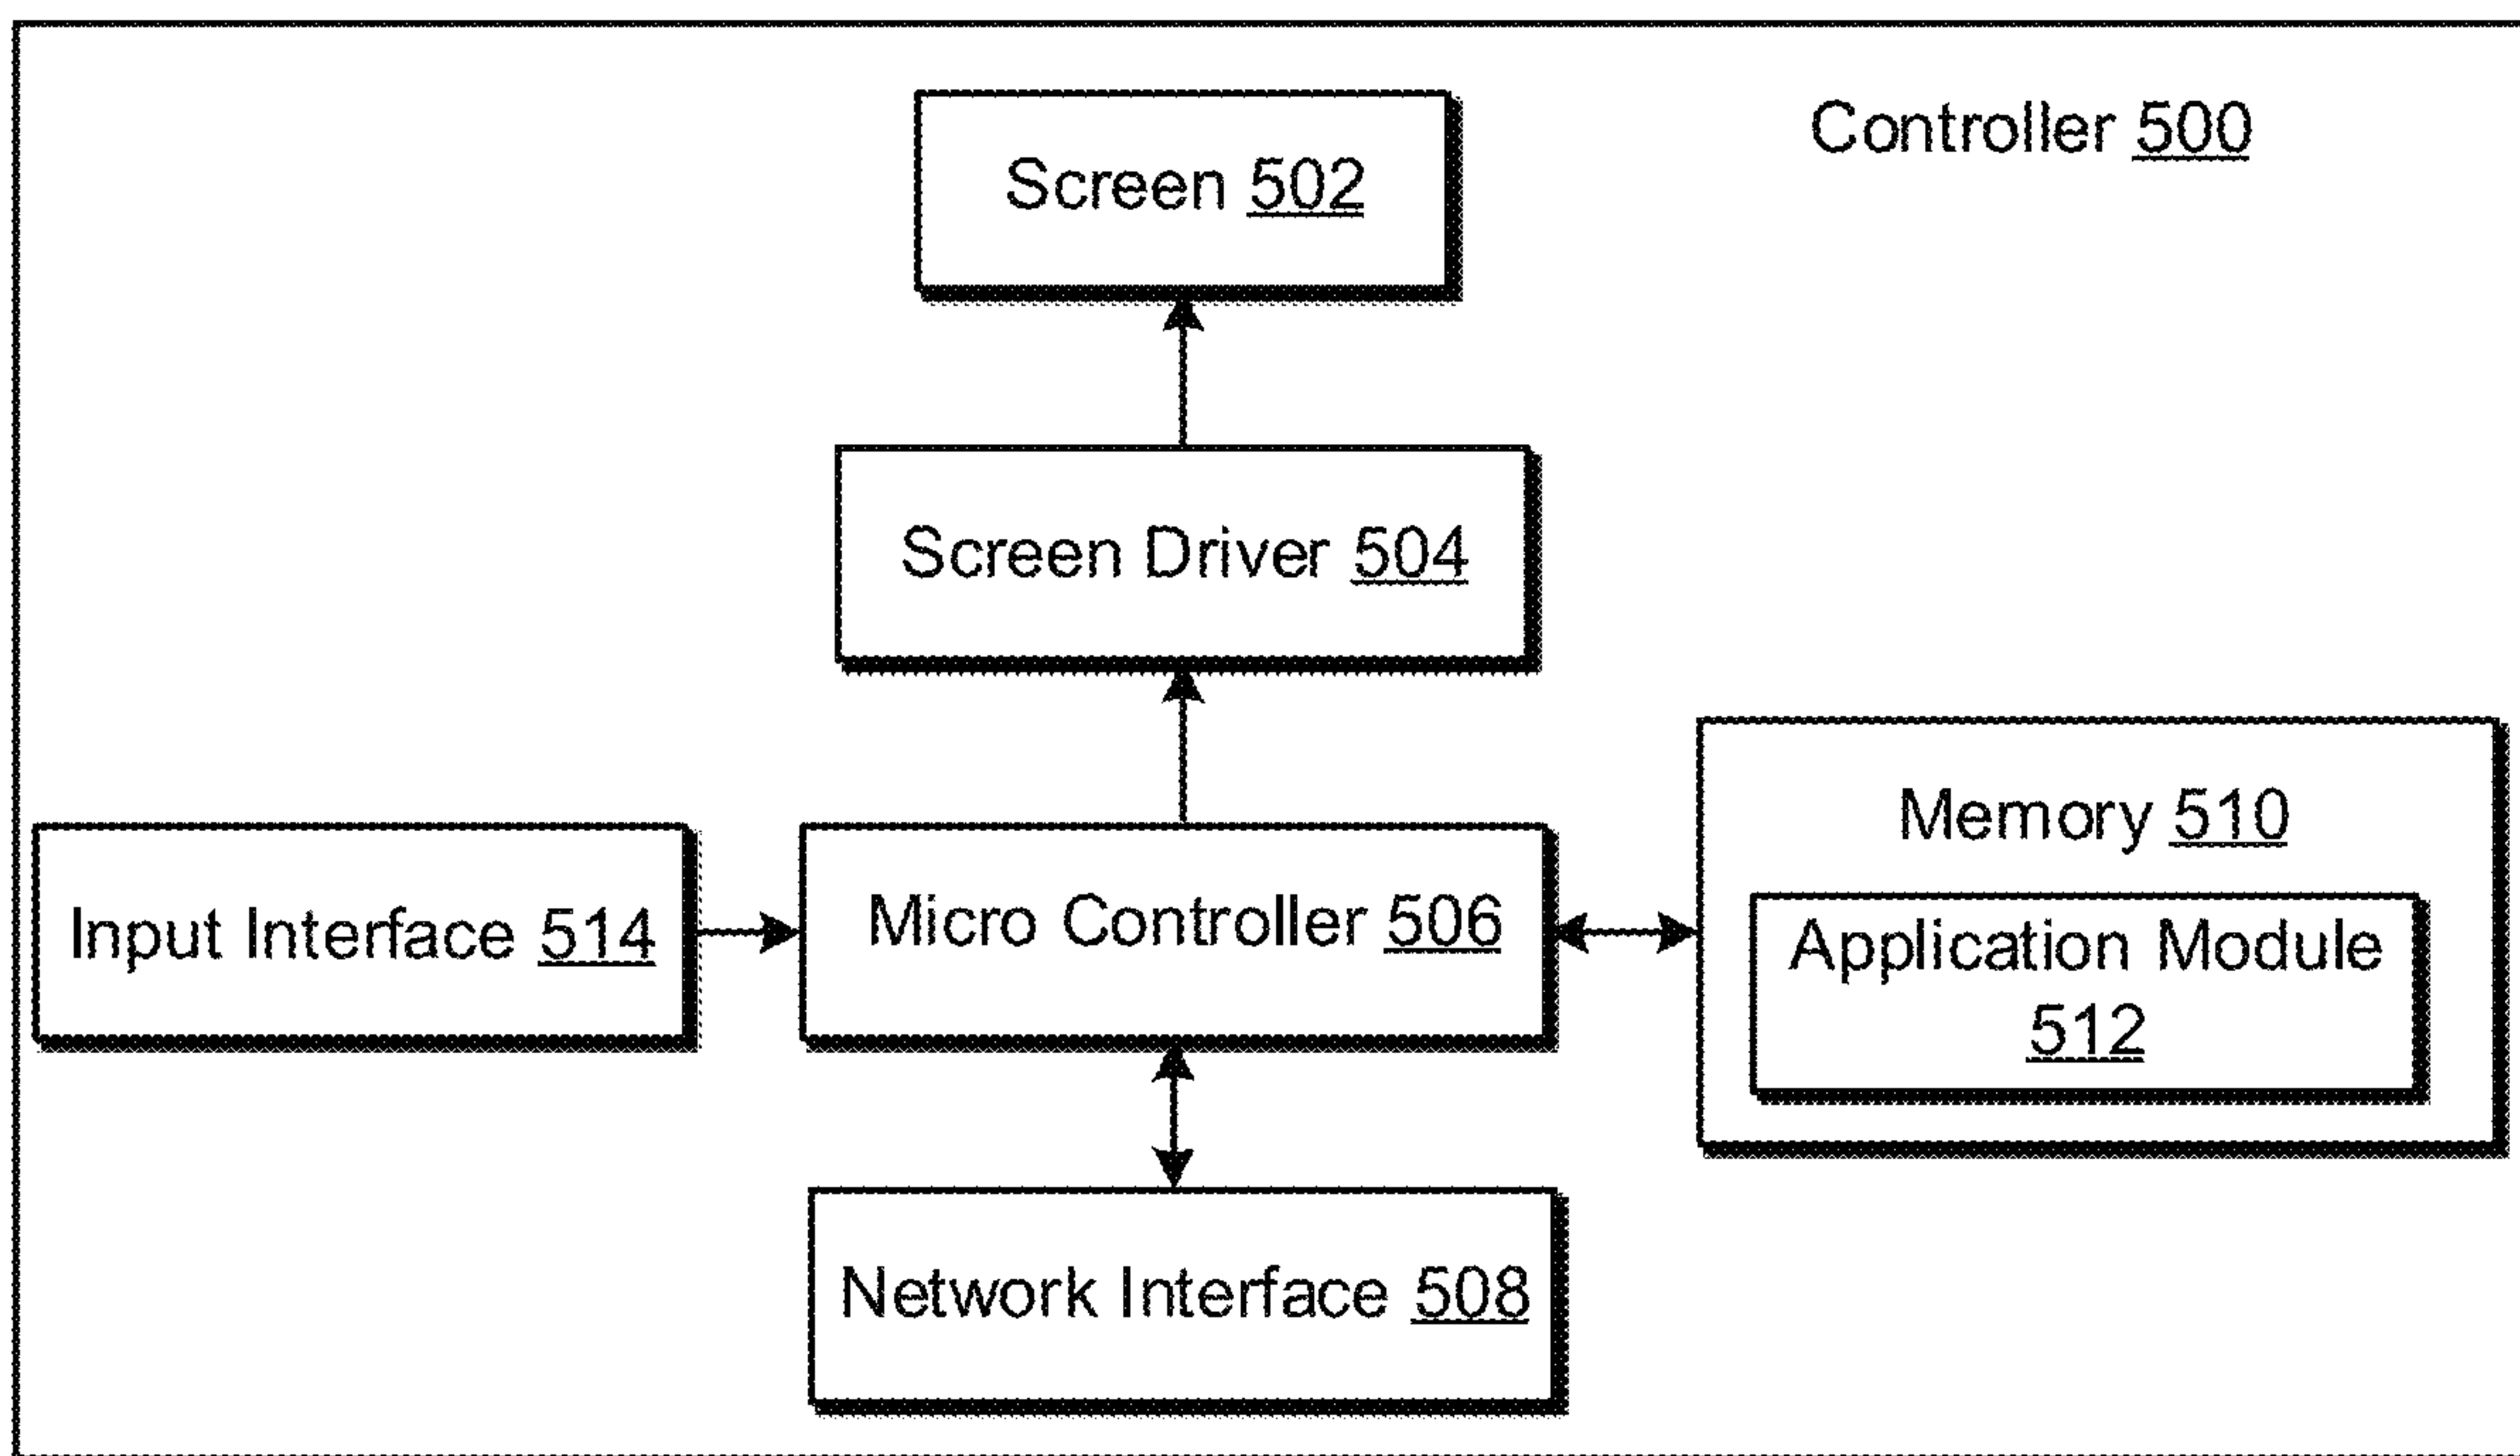 Controller 500
Screen 502
Screen Driver 504
Memory 510
Input Interface 514
Micro Controller 506
Application Module
512
Network Interface 508